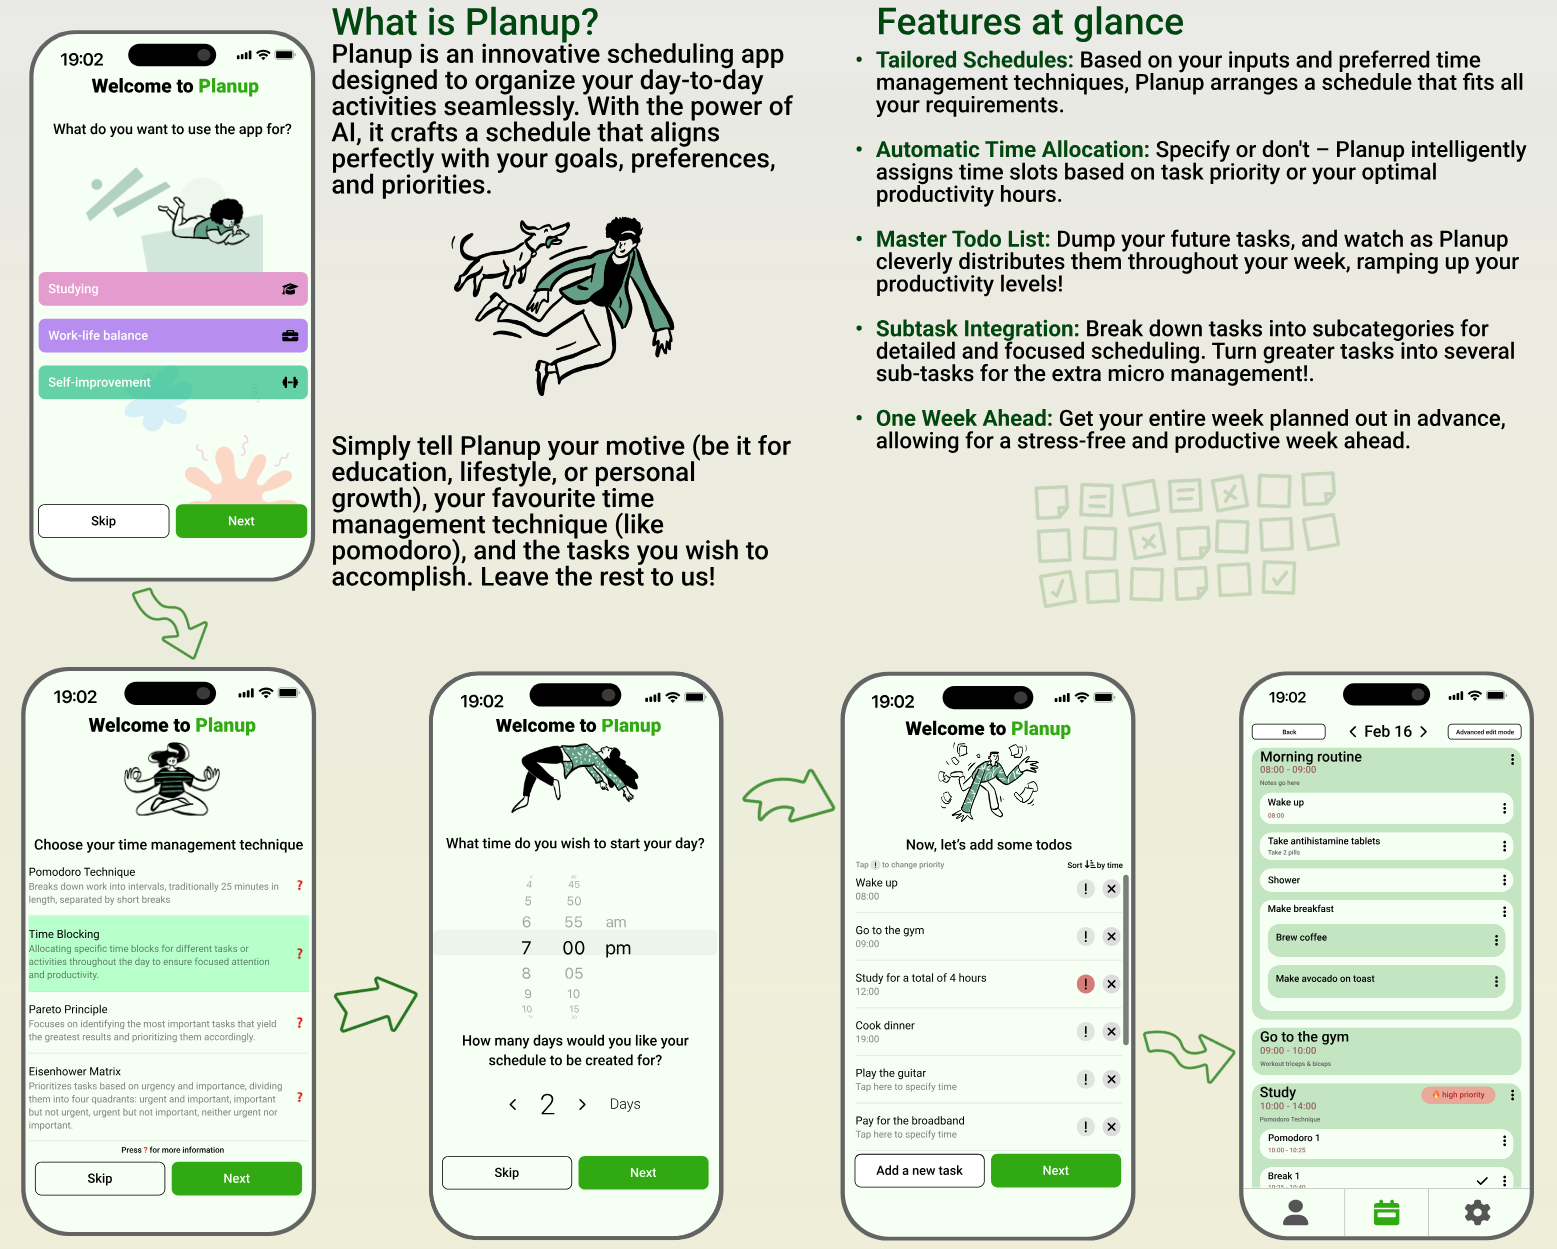 19:02
Welcome to Planup
What do you want to use the app for?
Studying
Work-life balance
Self-improvement
Skip
Next
What is Planup?
Planup is an innovative scheduling app
designed to organize your day-to-day
activities seamlessly. With the power of
AI, it crafts a schedule that aligns
perfectly with your goals, preferences,
and priorities.
Simply tell Planup your motive (be it for
education, lifestyle, or personal
growth), your favourite time
management technique (like
pomodoro), and the tasks you wish to
accomplish. Leave the rest to us!
Features at glance
• Tailored Schedules: Based on your inputs and preferred time
management techniques, Planup arranges a schedule that fits all
your requirements.
• Automatic Time Allocation: Specify or don't – Planup intelligently
assigns time slots based on task priority or your optimal
productivity hours.
• Master Todo List: Dump your future tasks, and watch as Planup
cleverly distributes them throughout your week, ramping up your
productivity levels!
• Subtask Integration: Break down tasks into subcategories for
detailed and focused scheduling. Turn greater tasks into several
sub-tasks for the extra micro management!.
• One Week Ahead: Get your entire week planned out in advance,
allowing for a stress-free and productive week ahead.
19:02
Welcome to Planup
Choose your time management technique
Pomodoro Technique
Breaks down work into intervals, traditionally 25 minutes in
length, separated by short breaks
?
Time Blocking
Allocating specific time blocks for different tasks or
activities throughout the day to ensure focused attention
and productivity.
?
Pareto Principle
Focuses on identifying the most important tasks that yield
the greatest results and prioritizing them accordingly.
?
Eisenhower Matrix
Prioritizes tasks based on urgency and importance, dividing
them into four quadrants: urgent and important, important
but not urgent, urgent but not important, neither urgent nor
important.
?
Press ? for more information
Skip
Next
19:02
Welcome to Planup
What time do you wish to start your day?
4 45
5 50
6 55 am
7 00 pm
8 05
9 10
10 15
How many days would you like your
schedule to be created for?
< 2 > Days
Skip
Next
19:02
Welcome to Planup
Now, let's add some todos
Tap ! to change priority
Sort by time
Wake up
08:00
!
Go to the gym
09:00
!
Study for a total of 4 hours
12:00
!
Cook dinner
19:00
!
Play the guitar
Tap here to specify time
!
Pay for the broadband
Tap here to specify time
!
Add a new task
Next
19:02
Back
< Feb 16 >
Advanced edit mode
Morning routine
08:00 - 09:00
Notes go here
Wake up
08:00
Take antihistamine tablets
Take 2 pills
Shower
Make breakfast
Brew coffee
Make avocado on toast
Go to the gym
09:00 - 10:00
Workout triceps & biceps
Study
high priority
10:00 - 14:00
Pomodoro Technique
Pomodoro 1
10:00 - 10:25
Break 1
10:25 - 10:40